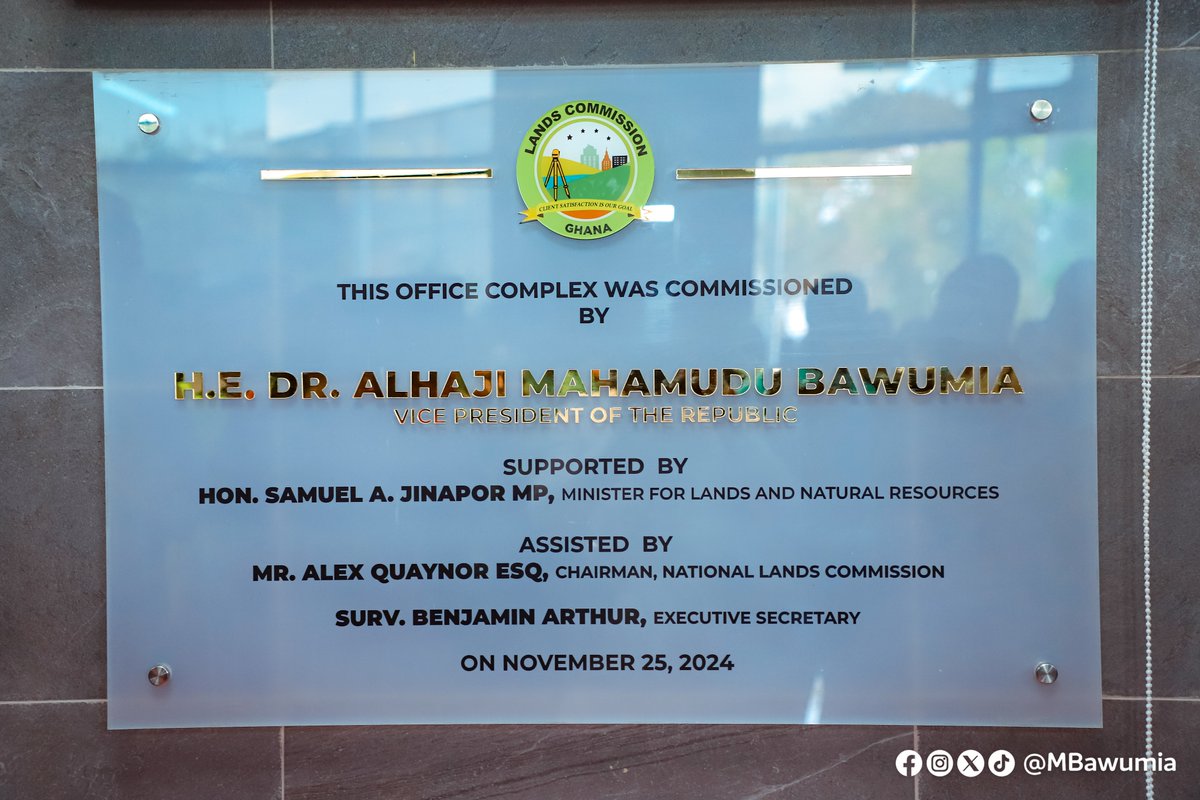 LANDS COMMISSION
CLIENT SATISFACTION IS OUR GOAL
GHANA
THIS OFFICE COMPLEX WAS COMMISSIONED
BY
H.E. DR. ALHAJI MAHAMUDU BAWUMIA
VICE PRESIDENT OF THE REPUBLIC
SUPPORTED BY
HON. SAMUEL A. JINAPOR MP, MINISTER FOR LANDS AND NATURAL RESOURCES
ASSISTED BY
MR. ALEX QUAYNOR ESQ, CHAIRMAN, NATIONAL LANDS COMMISSION
SURV. BENJAMIN ARTHUR, EXECUTIVE SECRETARY
ON NOVEMBER 25, 2024
@MBawumia